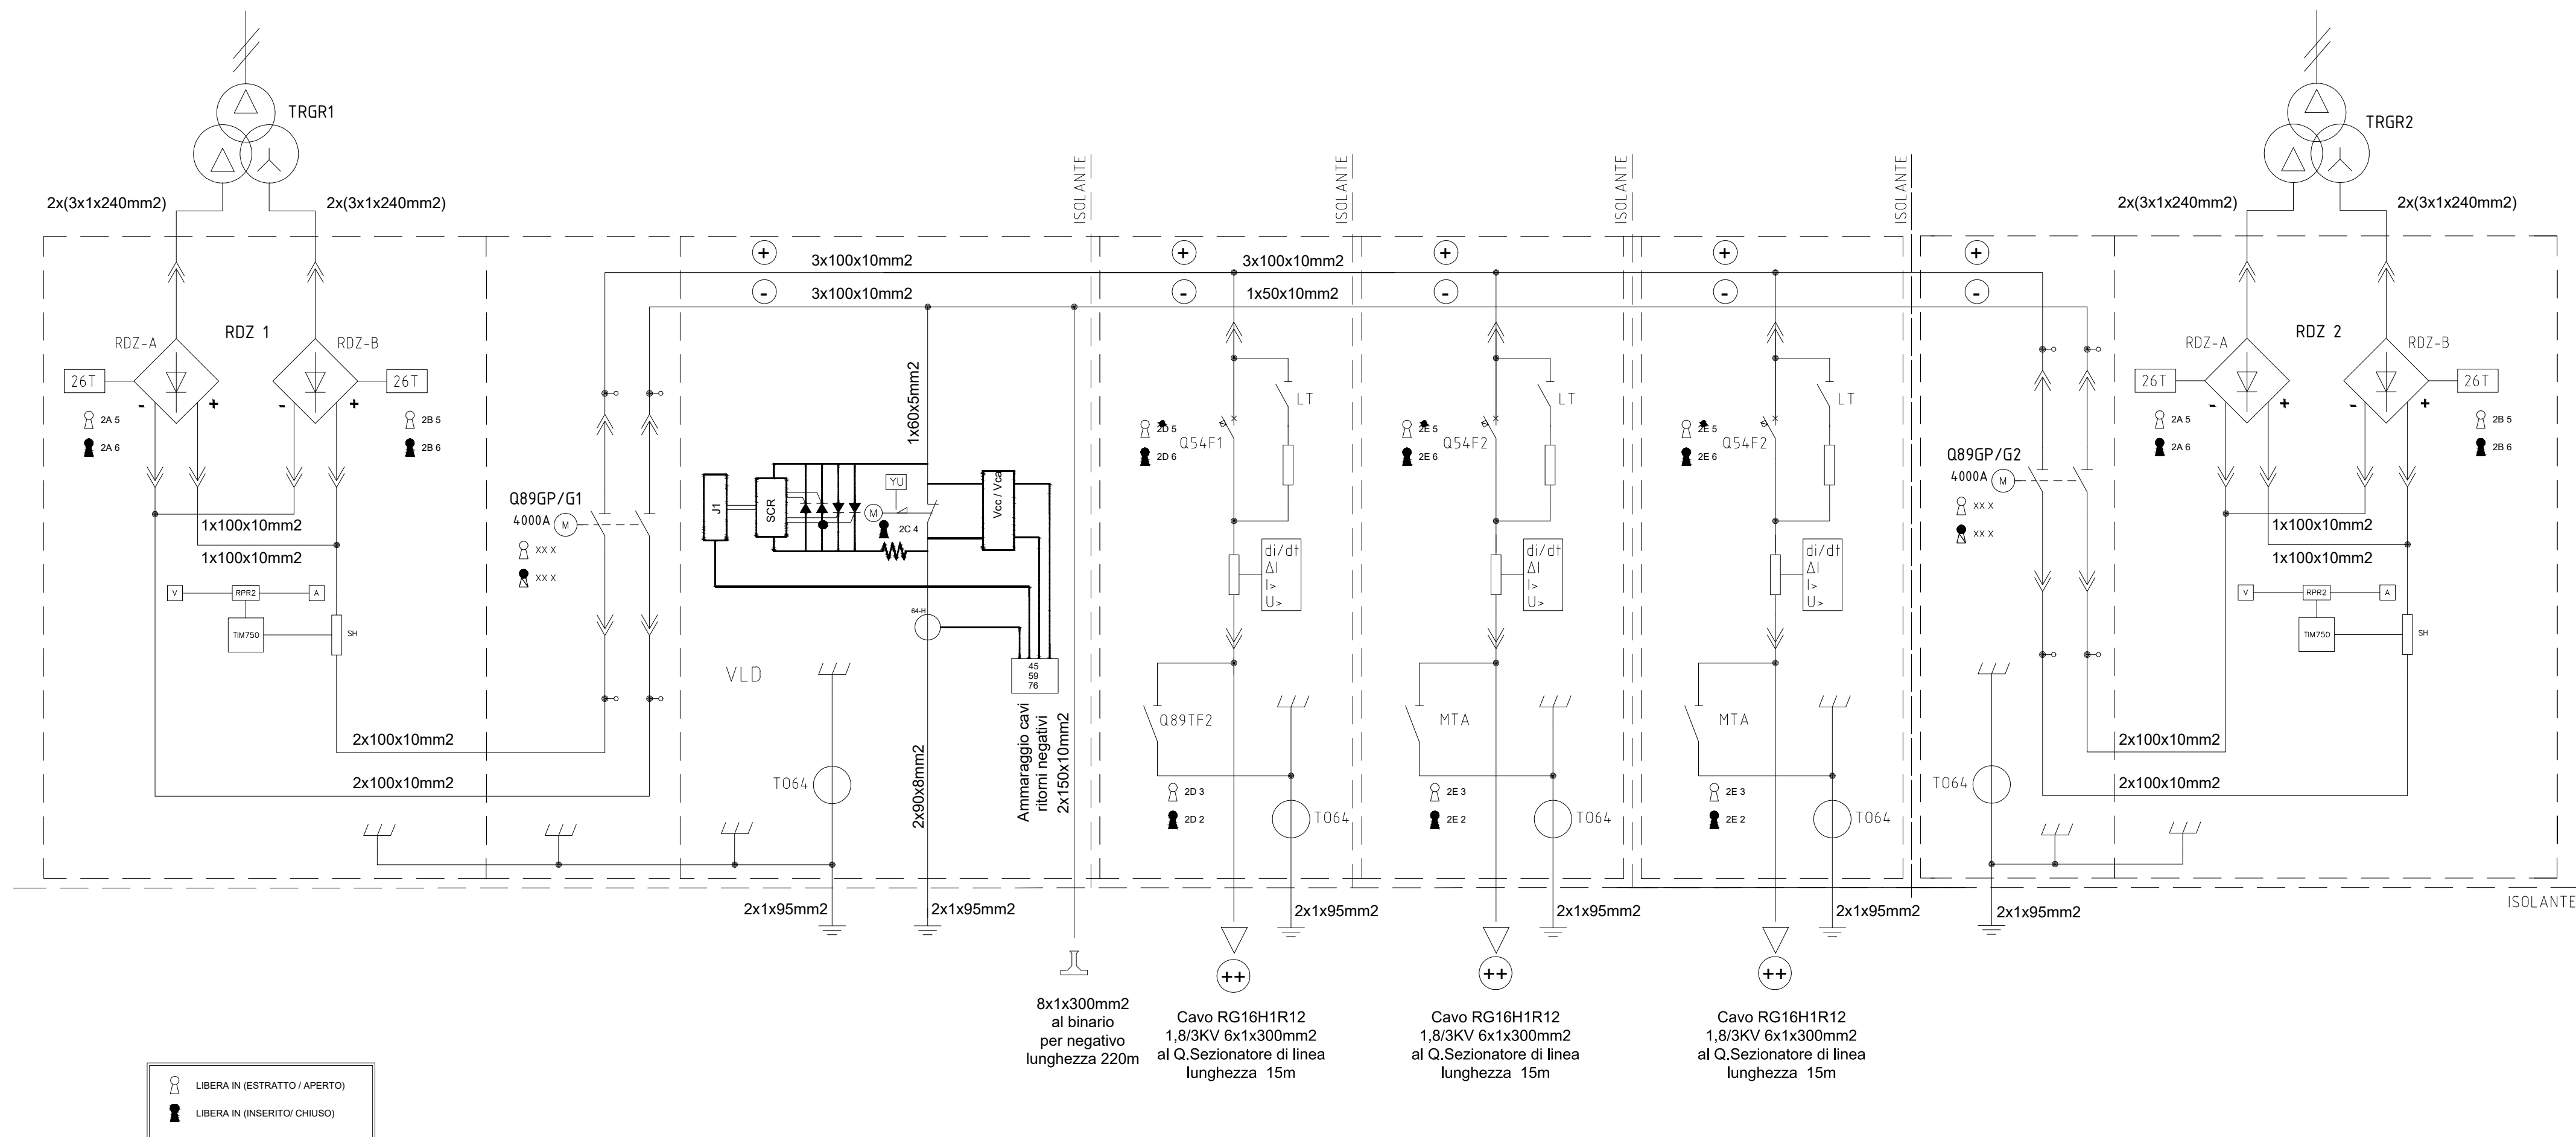 TRGR1
TRGR2
2x(3x1x240mm2)
2x(3x1x240mm2)
2x(3x1x240mm2)
2x(3x1x240mm2)
ISOLANTE
ISOLANTE
ISOLANTE
ISOLANTE
+
3x100x10mm2
+
3x100x10mm2
+
+
+
-
3x100x10mm2
-
1x50x10mm2
-
-
-
RDZ 1
RDZ-A
RDZ-B
26T
26T
-
+
-
+
2A 5
2A 6
2B 5
2B 6
1x100x10mm2
1x100x10mm2
V
RPR2
A
TIM750
SH
2x100x10mm2
2x100x10mm2
Q89GP/G1
4000A
M
XX X
XX X
1x60x5mm2
J1
SCR
YU
M
2C 4
Vcc / Vca
64-H
45
59
76
VLD
TO64
2x90x8mm2
Ammaraggio cavi
ritorni negativi
2x150x10mm2
LT
2D 5
2D 6
Q54F1
di/dt
ΔI
I>
U>
Q89TF2
2D 3
2D 2
TO64
LT
2E 5
2E 6
Q54F2
di/dt
ΔI
I>
U>
MTA
2E 3
2E 2
TO64
LT
2E 5
2E 6
Q54F2
di/dt
ΔI
I>
U>
MTA
2E 3
2E 2
TO64
Q89GP/G2
4000A
M
XX X
XX X
TO64
RDZ 2
RDZ-A
RDZ-B
26T
26T
-
+
-
+
2A 5
2A 6
2B 5
2B 6
1x100x10mm2
1x100x10mm2
V
RPR2
A
TIM750
SH
2x100x10mm2
2x100x10mm2
ISOLANTE
2x1x95mm2
2x1x95mm2
2x1x95mm2
2x1x95mm2
2x1x95mm2
2x1x95mm2
++
++
++
8x1x300mm2
al binario
per negativo
lunghezza 220m
Cavo RG16H1R12
1,8/3KV 6x1x300mm2
al Q.Sezionatore di linea
lunghezza 15m
Cavo RG16H1R12
1,8/3KV 6x1x300mm2
al Q.Sezionatore di linea
lunghezza 15m
Cavo RG16H1R12
1,8/3KV 6x1x300mm2
al Q.Sezionatore di linea
lunghezza 15m
LIBERA IN (ESTRATTO / APERTO)
LIBERA IN (INSERITO/ CHIUSO)